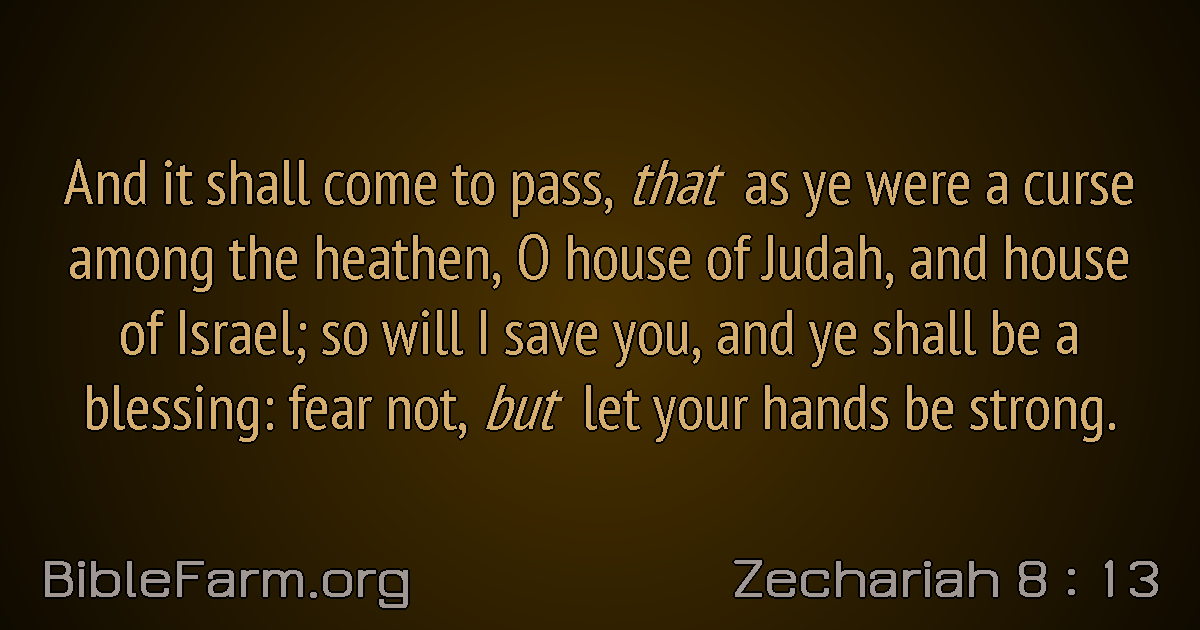 And it shall come to pass, that as ye were a curse
among the heathen, O house of Judah, and house
of Israel; so will I save you, and ye shall be a
blessing: fear not, but let your hands be strong.
BibleFarm.org
Zechariah 8 : 13